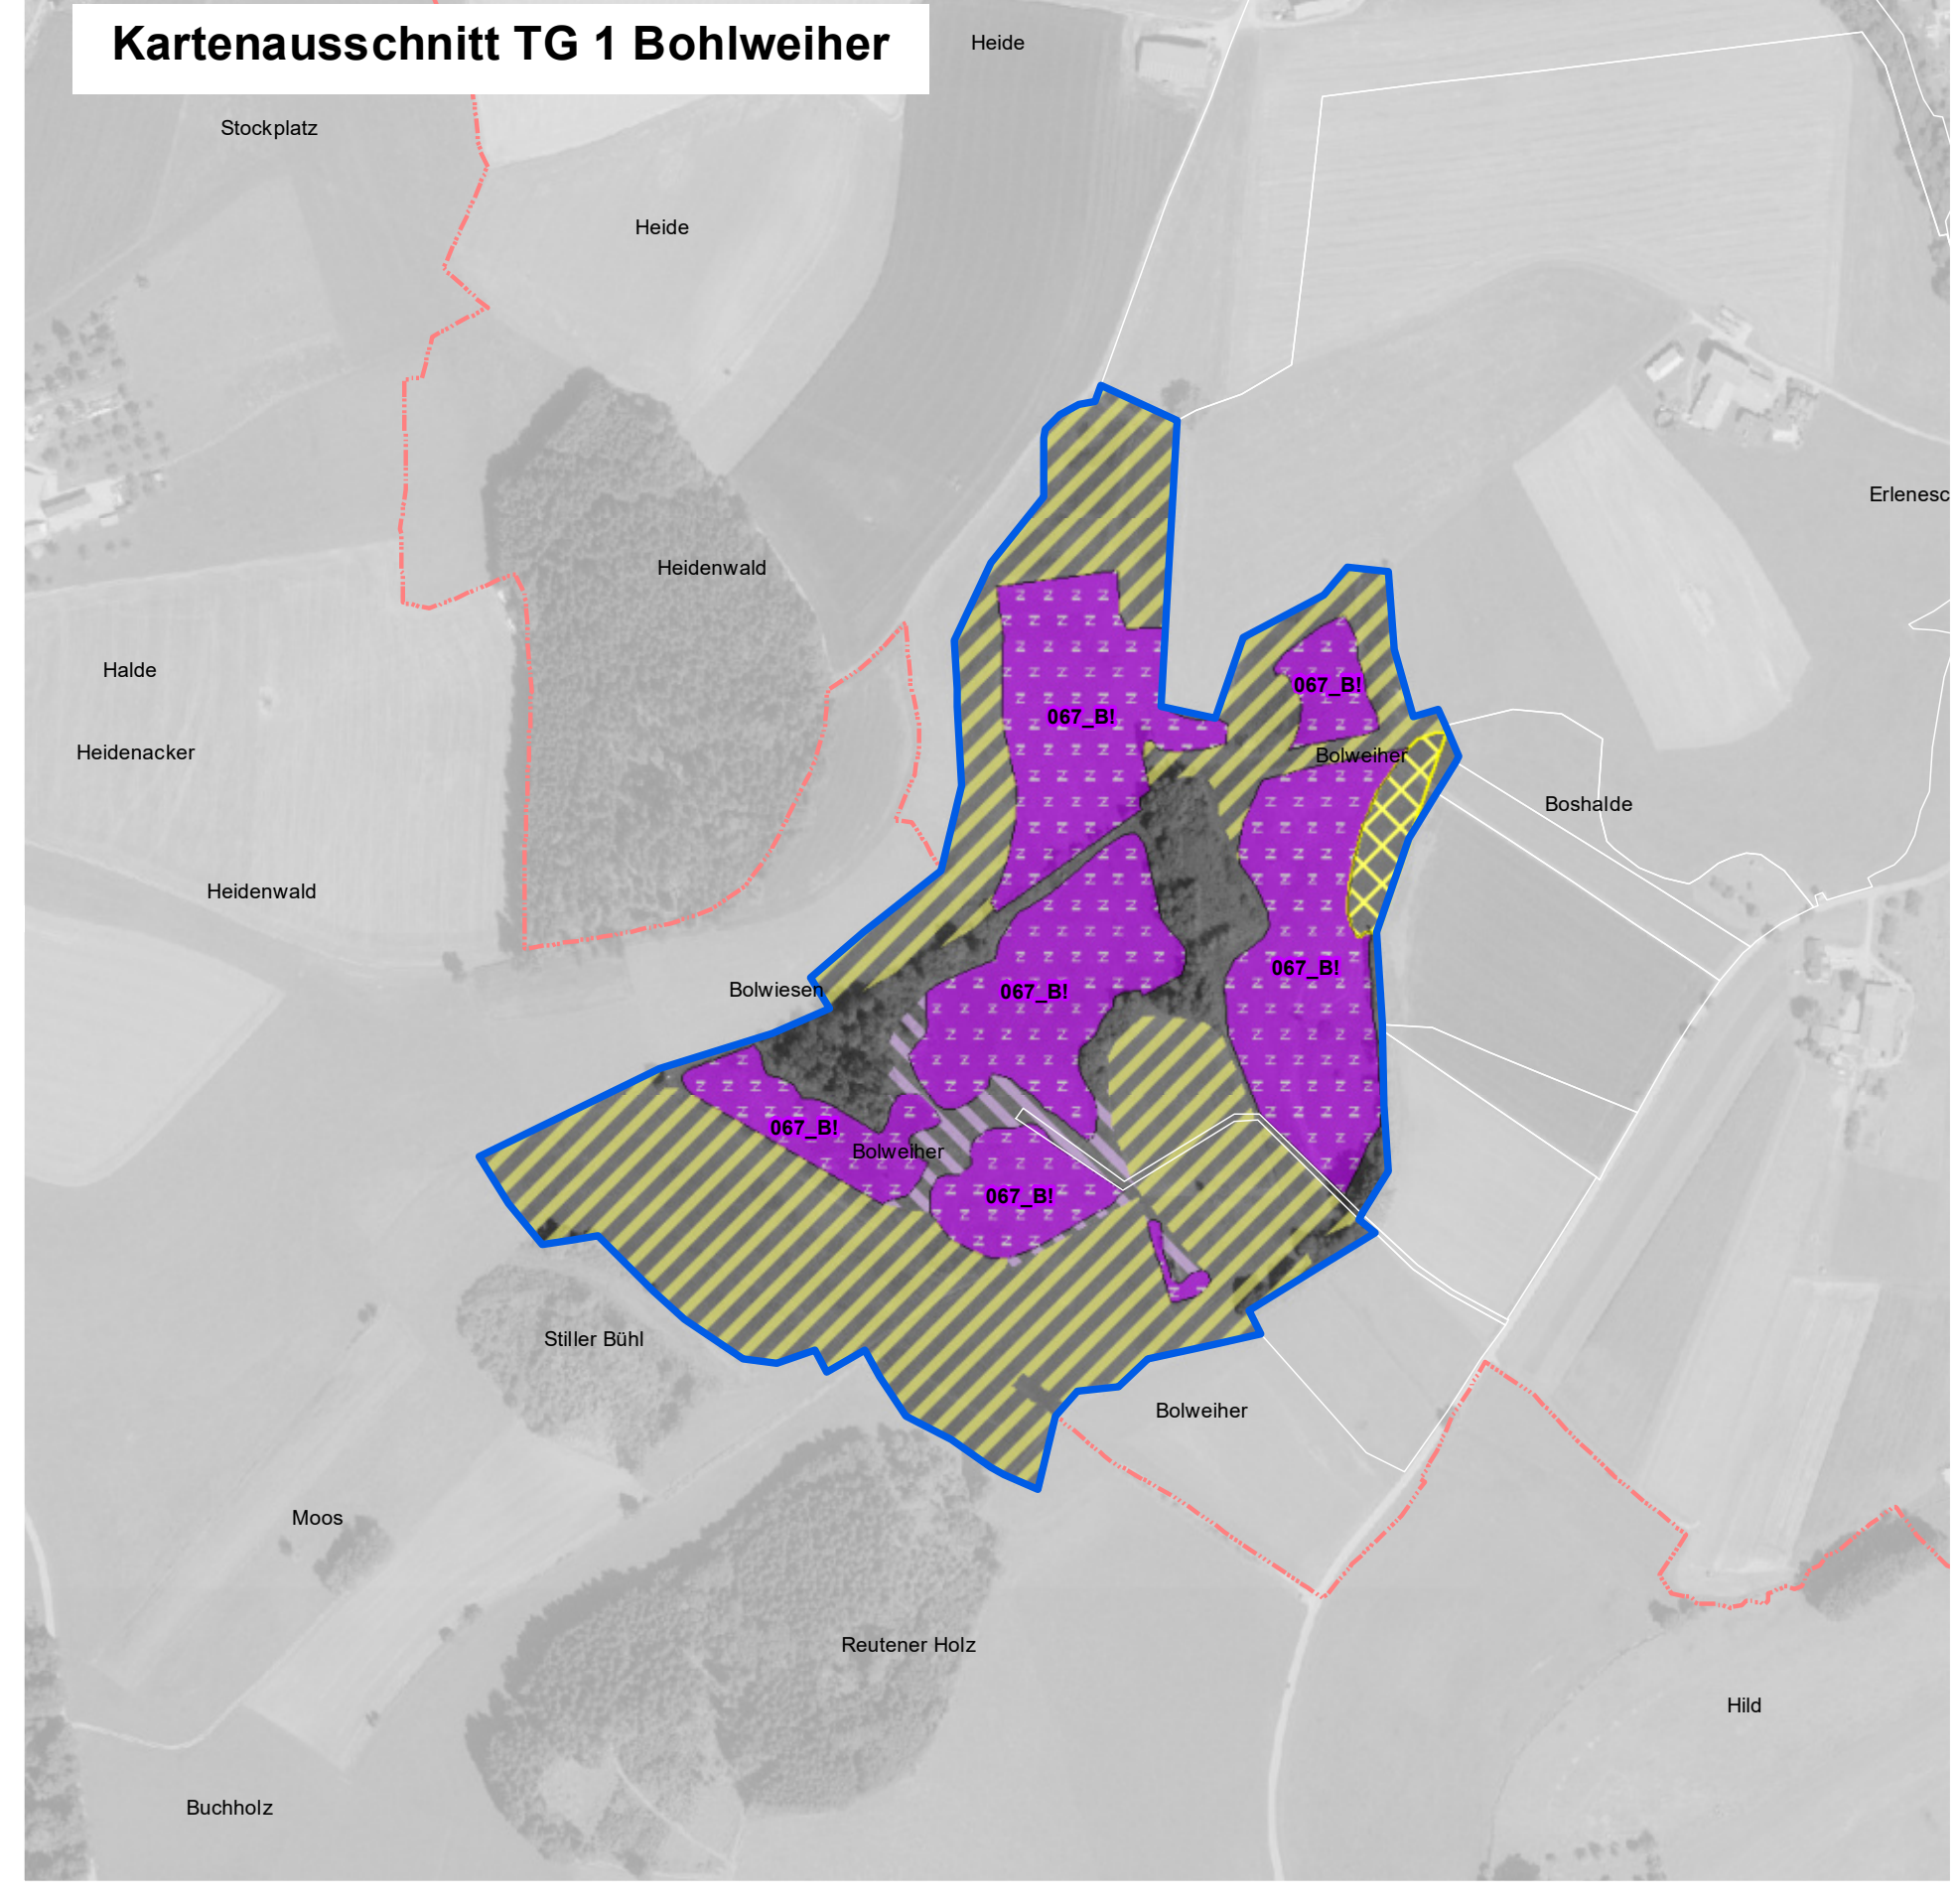 Kartenausschnitt TG 1 Bohlweiher
Heide
Stockplatz
Heide
Erlenesc
Heidenwald
Halde
067_B!
067_B!
Heidenacker
Bolweiher
Boshalde
Heidenwald
067_B!
Bolwiesen
067_B!
067_B!
Bolweiher
067_B!
Stiller Bühl
Bolweiher
Moos
Reutener Holz
Hild
Buchholz